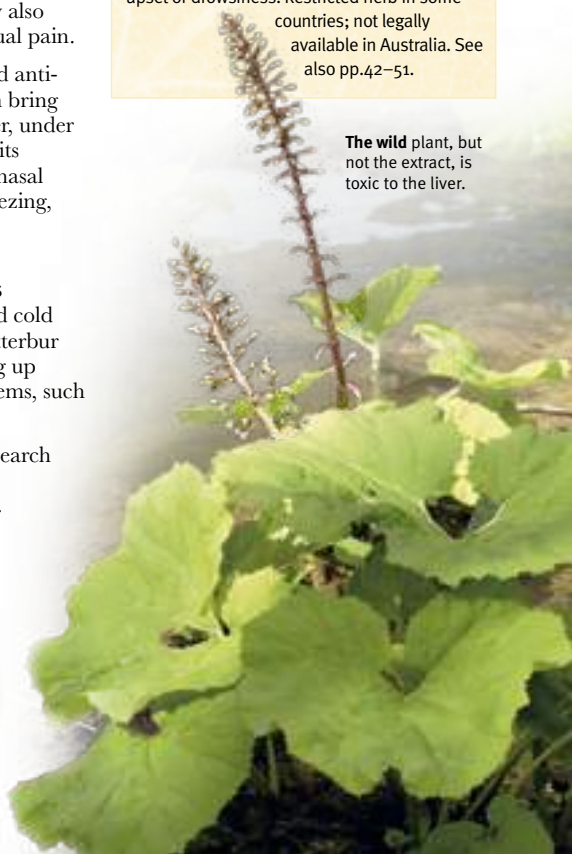 also
ual pain.
d anti-
bring
er, under
its
nasal
ezing,
s
d cold
terbur
g up
ems, such
earch
upset or drowsiness. Restricted herb in some
countries; not legally
available in Australia. See
also pp.42–51.
The wild plant, but
not the extract, is
toxic to the liver.